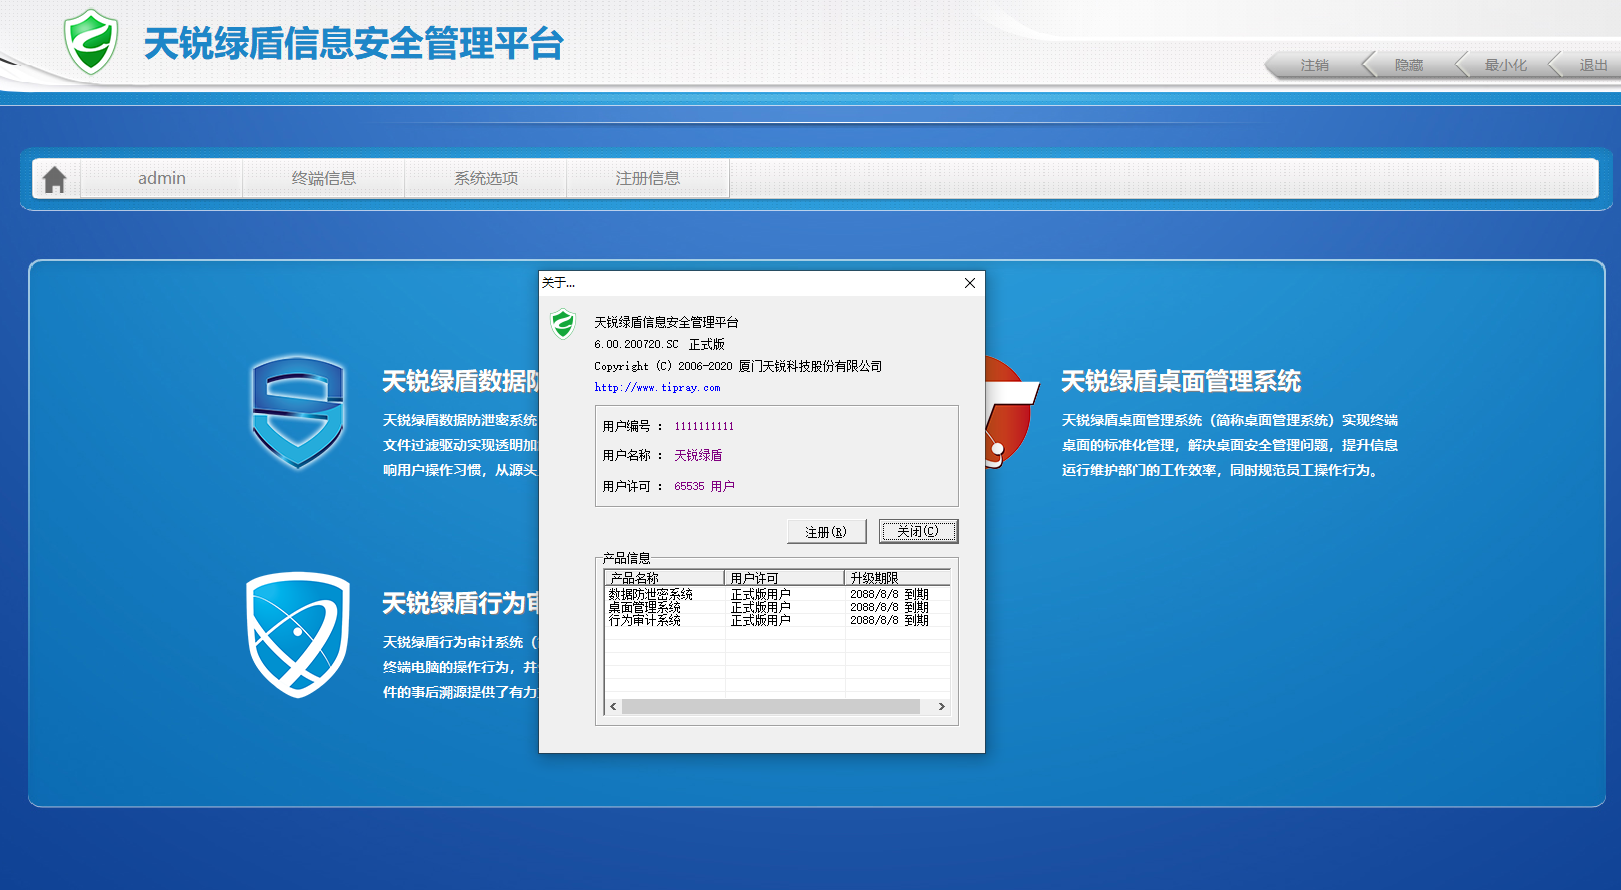 天锐绿盾信息安全管理平台
注销
隐藏
最小化
退出
admin
终端信息
系统选项
注册信息
关于...
天锐绿盾信息安全管理平台
6.00.200720.SC 正式版
Copyright (C) 2006-2020 厦门天锐科技股份有限公司
http://www.tipray.com
用户编号 : 1111111111
用户名称 : 天锐绿盾
用户许可 : 65535 用户
注册(R)
关闭(C)
产品信息
产品名称 用户许可 升级期限
数据防泄密系统 正式版用户 2088/8/8 到期
桌面管理系统 正式版用户 2088/8/8 到期
行为审计系统 正式版用户 2088/8/8 到期
天锐绿盾数据防
天锐绿盾数据防泄密系统
文件过滤驱动实现透明加
响用户操作习惯，从源头
天锐绿盾桌面管理系统
天锐绿盾桌面管理系统（简称桌面管理系统）实现终端
桌面的标准化管理，解决桌面安全管理问题，提升信息
运行维护部门的工作效率，同时规范员工操作行为。
天锐绿盾行为审
天锐绿盾行为审计系统（
终端电脑的操作行为，并
件的事后溯源提供了有力